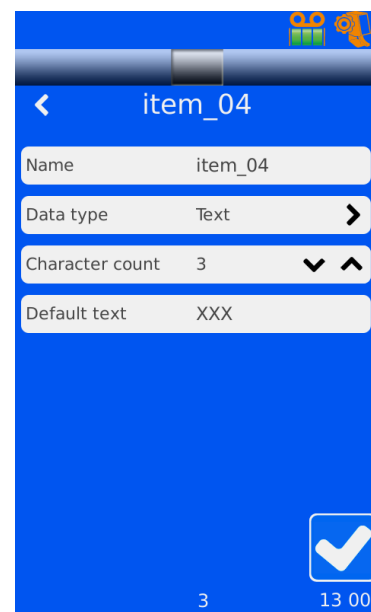 item_04
Name item_04
Data type Text
Character count 3
Default text XXX
3 13 00